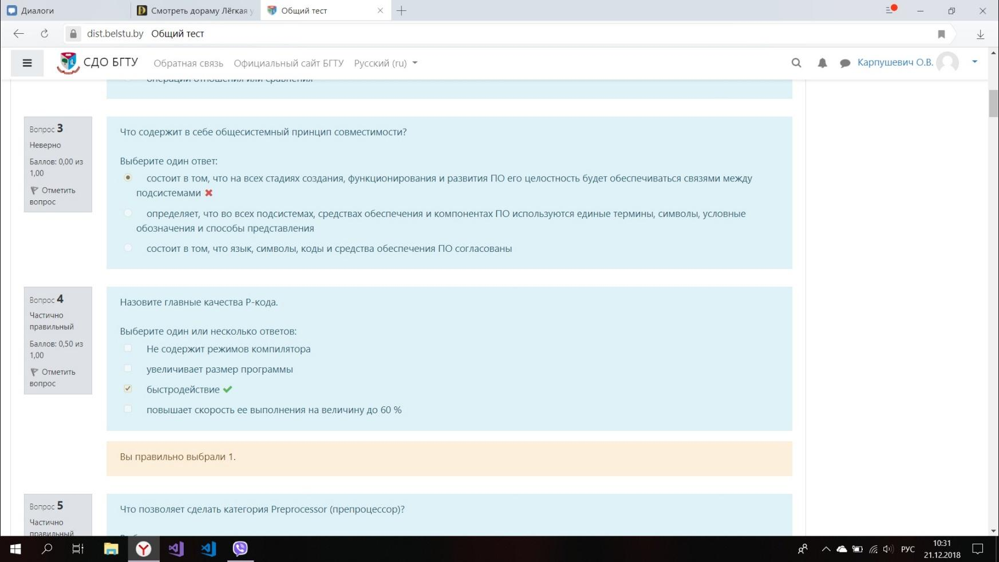 Диалоги
Смотреть дораму Лёгкая у
Общий тест
dist.belstu.by Общий тест
СДО БГТУ
Обратная связь
Официальный сайт БГТУ
Русский (ru)
Карпушевич О.В.
операции отношения или сравнения
Вопрос 3
Неверно
Баллов: 0,00 из
1,00
Отметить
вопрос
Что содержит в себе общесистемный принцип совместимости?
Выберите один ответ:
состоит в том, что на всех стадиях создания, функционирования и развития ПО его целостность будет обеспечиваться связями между
подсистемами
определяет, что во всех подсистемах, средствах обеспечения и компонентах ПО используются единые термины, символы, условные
обозначения и способы представления
состоит в том, что язык, символы, коды и средства обеспечения ПО согласованы
Вопрос 4
Частично
правильный
Баллов: 0,50 из
1,00
Отметить
вопрос
Назовите главные качества P-кода.
Выберите один или несколько ответов:
Не содержит режимов компилятора
увеличивает размер программы
быстродействие
повышает скорость ее выполнения на величину до 60 %
Вы правильно выбрали 1.
Вопрос 5
Частично
правильный
Что позволяет сделать категория Preprocessor (препроцессор)?
РУС
10:31
21.12.2018